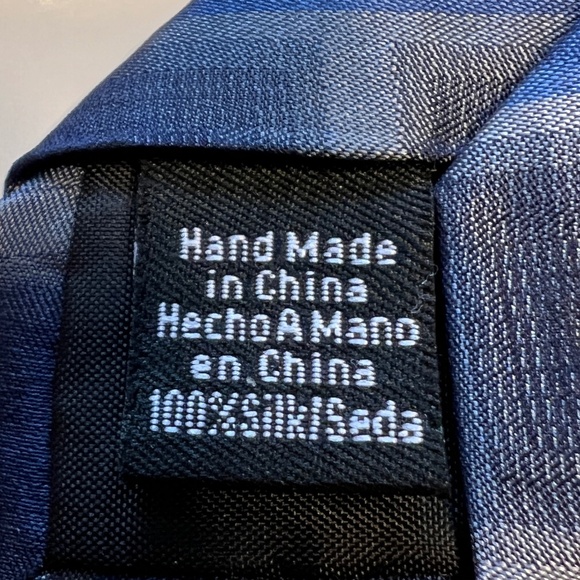 Hand Made
in China
Hecho A Mano
en China
100%Silk/Seda